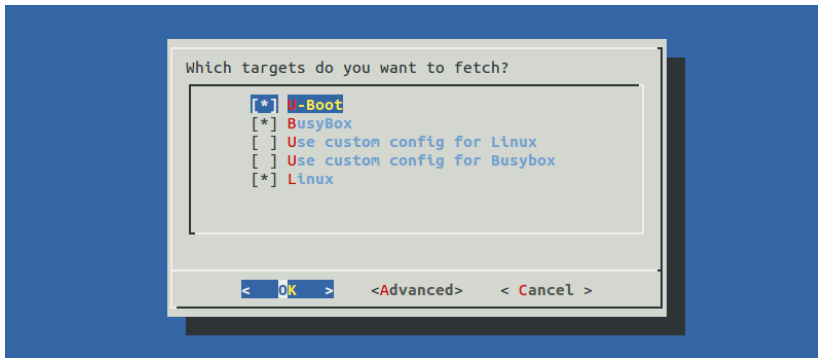 Which targets do you want to fetch?
[*] U-Boot
[*] BusyBox
[ ] Use custom config for Linux
[ ] Use custom config for Busybox
[*] Linux
<  OK  > <Advanced> < Cancel >